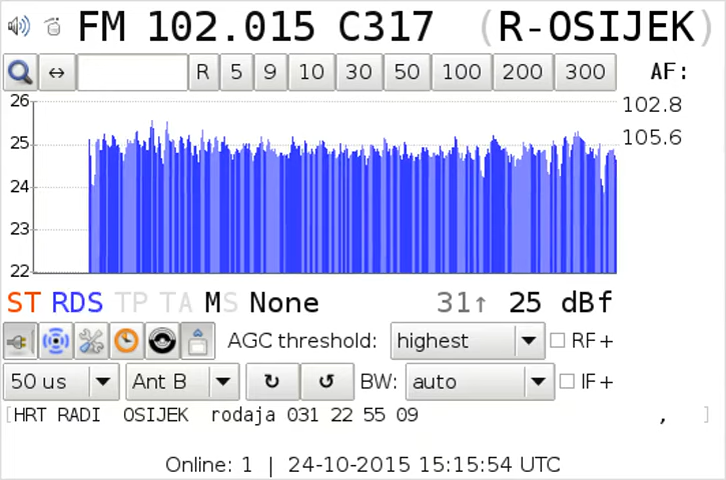 FM 102.015 C317 (R-OSIJEK)
R 5 9 10 30 50 100 200 300 AF:
26 102.8
25 105.6
24
23
22
ST RDS TP TA MS None 31↑ 25 dBf
AGC threshold: highest RF+
50 us Ant B ↻ ↺ BW: auto IF+
[HRT RADI OSIJEK rodaja 031 22 55 09 , ]
Online: 1 | 24-10-2015 15:15:54 UTC